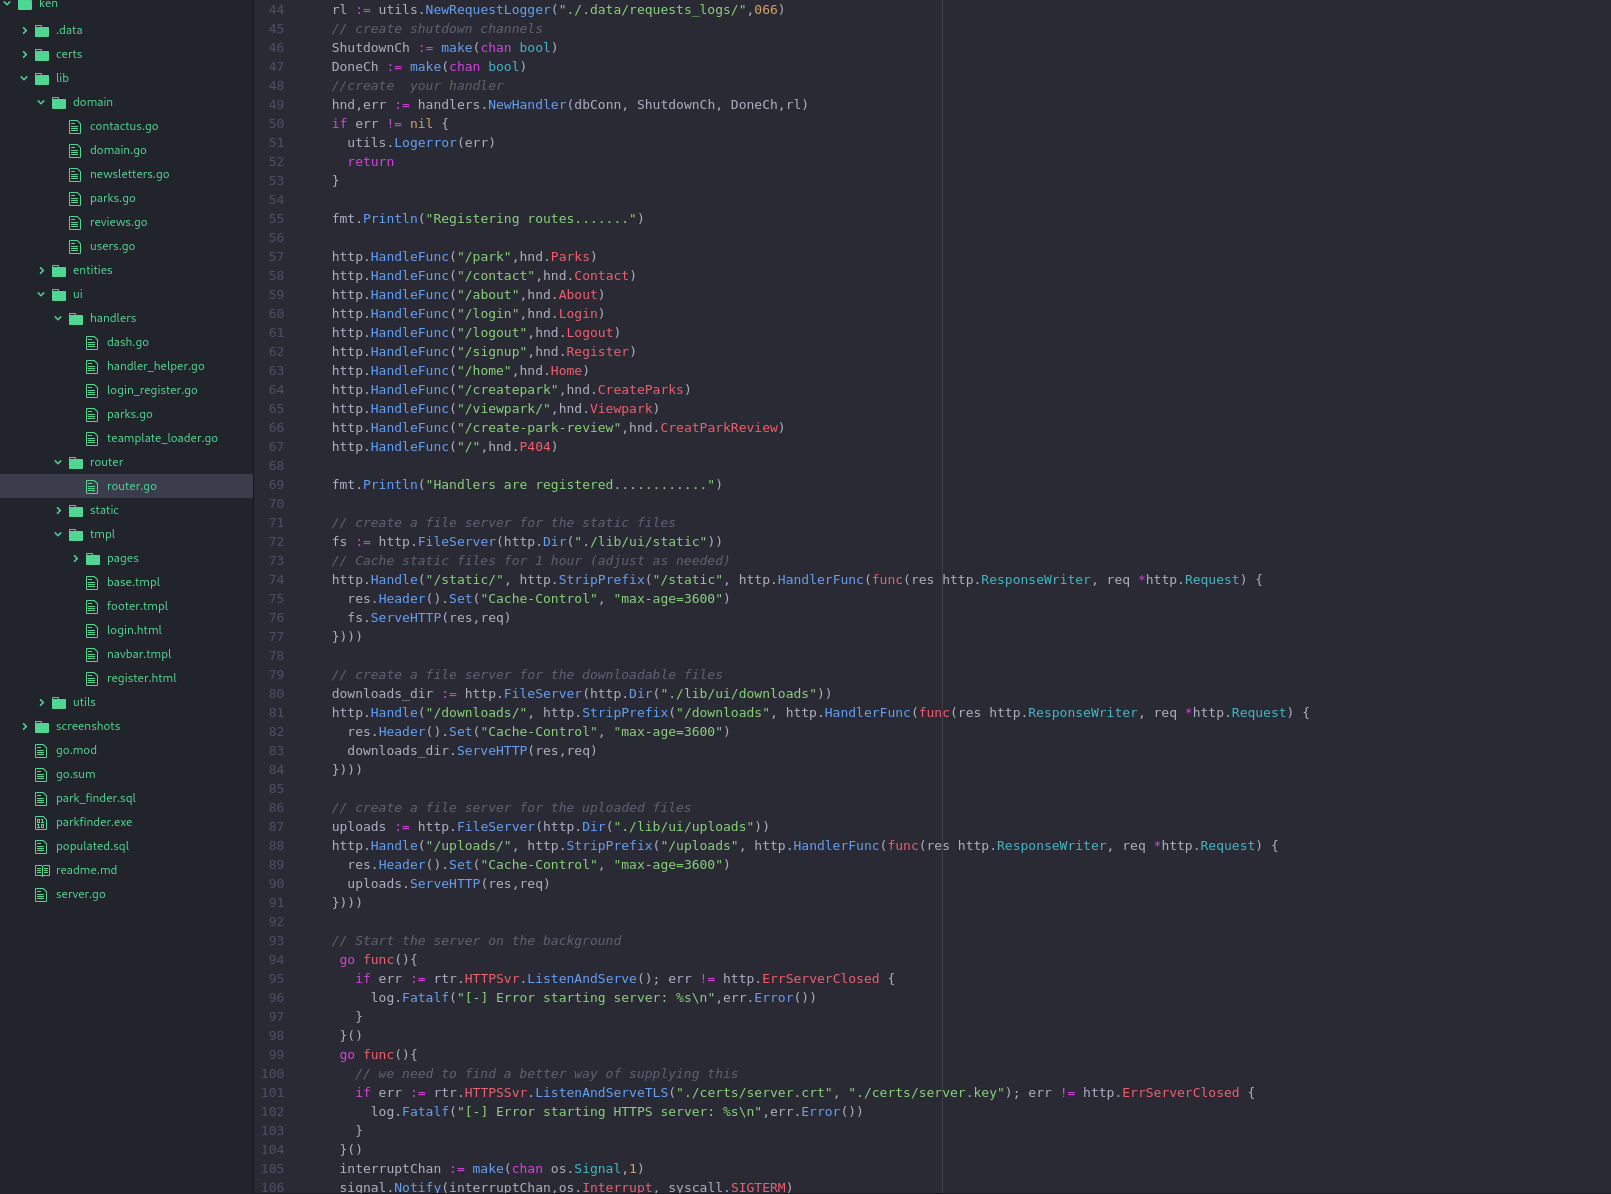 ken
.data
certs
lib
domain
contactus.go
domain.go
newsletters.go
parks.go
reviews.go
users.go
entities
ui
handlers
dash.go
handler_helper.go
login_register.go
parks.go
teamplate_loader.go
router
router.go
static
tmpl
pages
base.tmpl
footer.tmpl
login.html
navbar.tmpl
register.html
utils
screenshots
go.mod
go.sum
park_finder.sql
parkfinder.exe
populated.sql
readme.md
server.go
44 rl := utils.NewRequestLogger("./.data/requests_logs/",066)
45 // create shutdown channels
46 ShutdownCh := make(chan bool)
47 DoneCh := make(chan bool)
48 //create  your handler
49 hnd,err := handlers.NewHandler(dbConn, ShutdownCh, DoneCh,rl)
50 if err != nil {
51 utils.Logerror(err)
52 return
53 }
54
55 fmt.Println("Registering routes.......")
56
57 http.HandleFunc("/park",hnd.Parks)
58 http.HandleFunc("/contact",hnd.Contact)
59 http.HandleFunc("/about",hnd.About)
60 http.HandleFunc("/login",hnd.Login)
61 http.HandleFunc("/logout",hnd.Logout)
62 http.HandleFunc("/signup",hnd.Register)
63 http.HandleFunc("/home",hnd.Home)
64 http.HandleFunc("/createpark",hnd.CreateParks)
65 http.HandleFunc("/viewpark/",hnd.Viewpark)
66 http.HandleFunc("/create-park-review",hnd.CreatParkReview)
67 http.HandleFunc("/",hnd.P404)
68
69 fmt.Println("Handlers are registered............")
70
71 // create a file server for the static files
72 fs := http.FileServer(http.Dir("./lib/ui/static"))
73 // Cache static files for 1 hour (adjust as needed)
74 http.Handle("/static/", http.StripPrefix("/static", http.HandlerFunc(func(res http.ResponseWriter, req *http.Request) {
75 res.Header().Set("Cache-Control", "max-age=3600")
76 fs.ServeHTTP(res,req)
77 })))
78
79 // create a file server for the downloadable files
80 downloads_dir := http.FileServer(http.Dir("./lib/ui/downloads"))
81 http.Handle("/downloads/", http.StripPrefix("/downloads", http.HandlerFunc(func(res http.ResponseWriter, req *http.Request) {
82 res.Header().Set("Cache-Control", "max-age=3600")
83 downloads_dir.ServeHTTP(res,req)
84 })))
85
86 // create a file server for the uploaded files
87 uploads := http.FileServer(http.Dir("./lib/ui/uploads"))
88 http.Handle("/uploads/", http.StripPrefix("/uploads", http.HandlerFunc(func(res http.ResponseWriter, req *http.Request) {
89 res.Header().Set("Cache-Control", "max-age=3600")
90 uploads.ServeHTTP(res,req)
91 })))
92
93 // Start the server on the background
94 go func(){
95 if err := rtr.HTTPSvr.ListenAndServe(); err != http.ErrServerClosed {
96 log.Fatalf("[-] Error starting server: %s\n",err.Error())
97 }
98 }()
99 go func(){
100 // we need to find a better way of supplying this
101 if err := rtr.HTTPSSvr.ListenAndServeTLS("./certs/server.crt", "./certs/server.key"); err != http.ErrServerClosed {
102 log.Fatalf("[-] Error starting HTTPS server: %s\n",err.Error())
103 }
104 }()
105 interruptChan := make(chan os.Signal,1)
106 signal.Notify(interruptChan,os.Interrupt, syscall.SIGTERM)